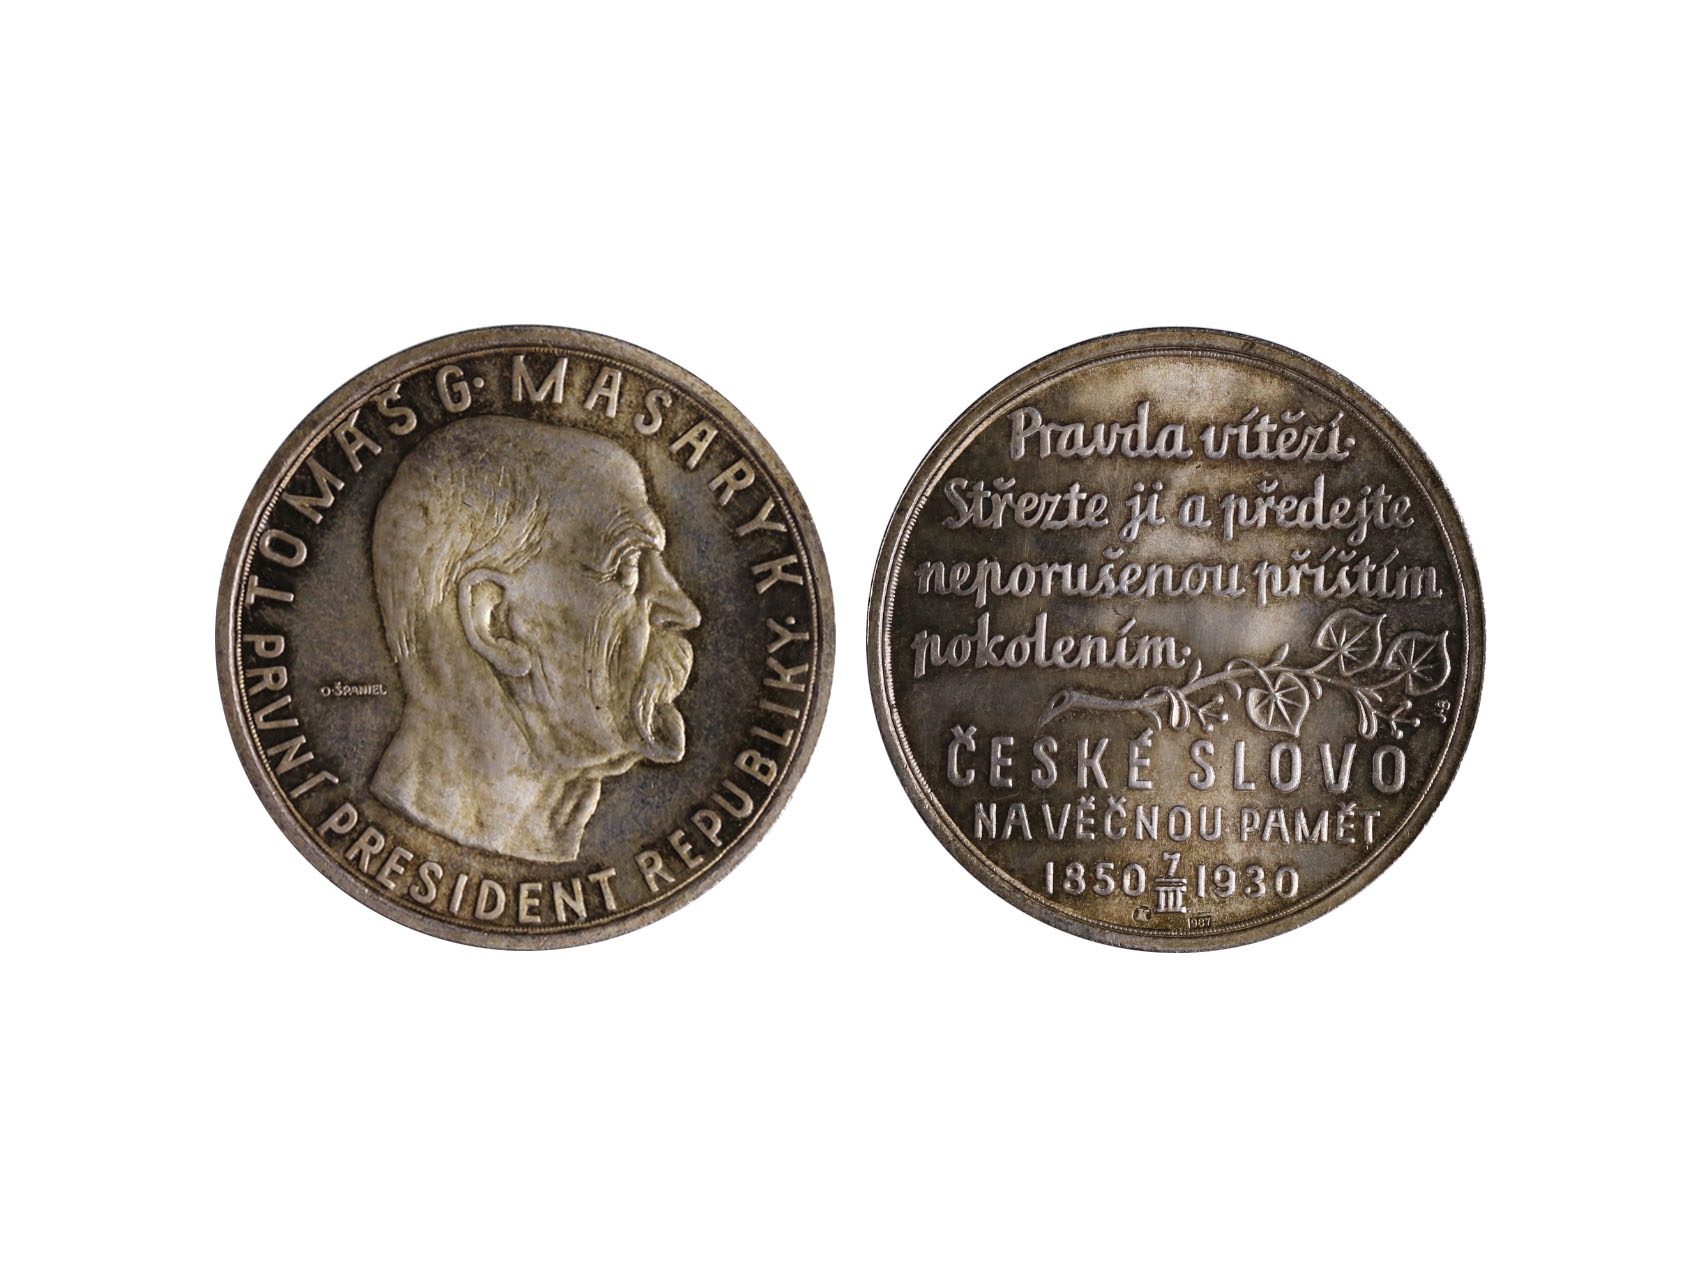 TOMÁŠ G. MASARYK.
PRVNÍ PRESIDENT REPUBLIKY.
O. ŠPANIEL
Pravda vítězí.
Střezte ji a předejte
neporušenou příštím
pokolením.
ČESKÉ SLOVO
NA VĚČNOU PAMĚT
1850 7/III 1930
1987